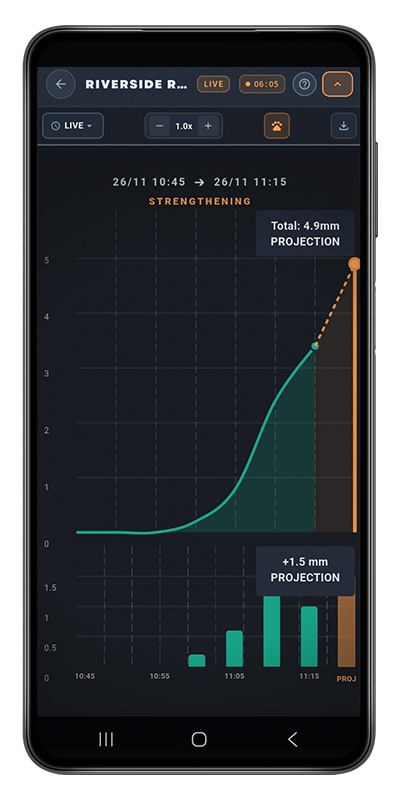 RIVERSIDE R...
LIVE
06:05
LIVE
1.0x
26/11 10:45 → 26/11 11:15
STRENGTHENING
Total: 4.9mm
PROJECTION
5
4
3
2
1
0
+1.5 mm
PROJECTION
1.5
1
0.5
0
10:45 10:55 11:05 11:15 PROJ